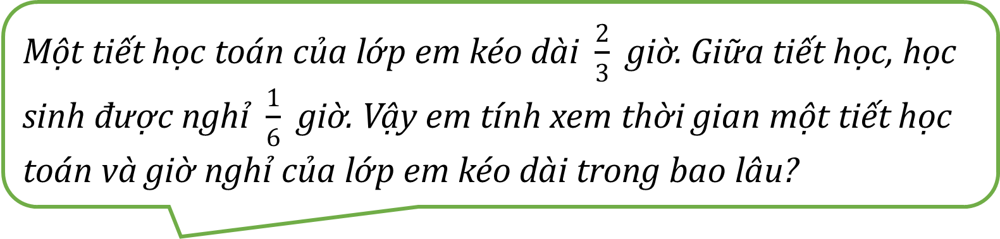 Một tiết học toán của lớp em kéo dài 2/3 giờ. Giữa tiết học, học
sinh được nghỉ 1/6 giờ. Vậy em tính xem thời gian một tiết học
toán và giờ nghỉ của lớp em kéo dài trong bao lâu?